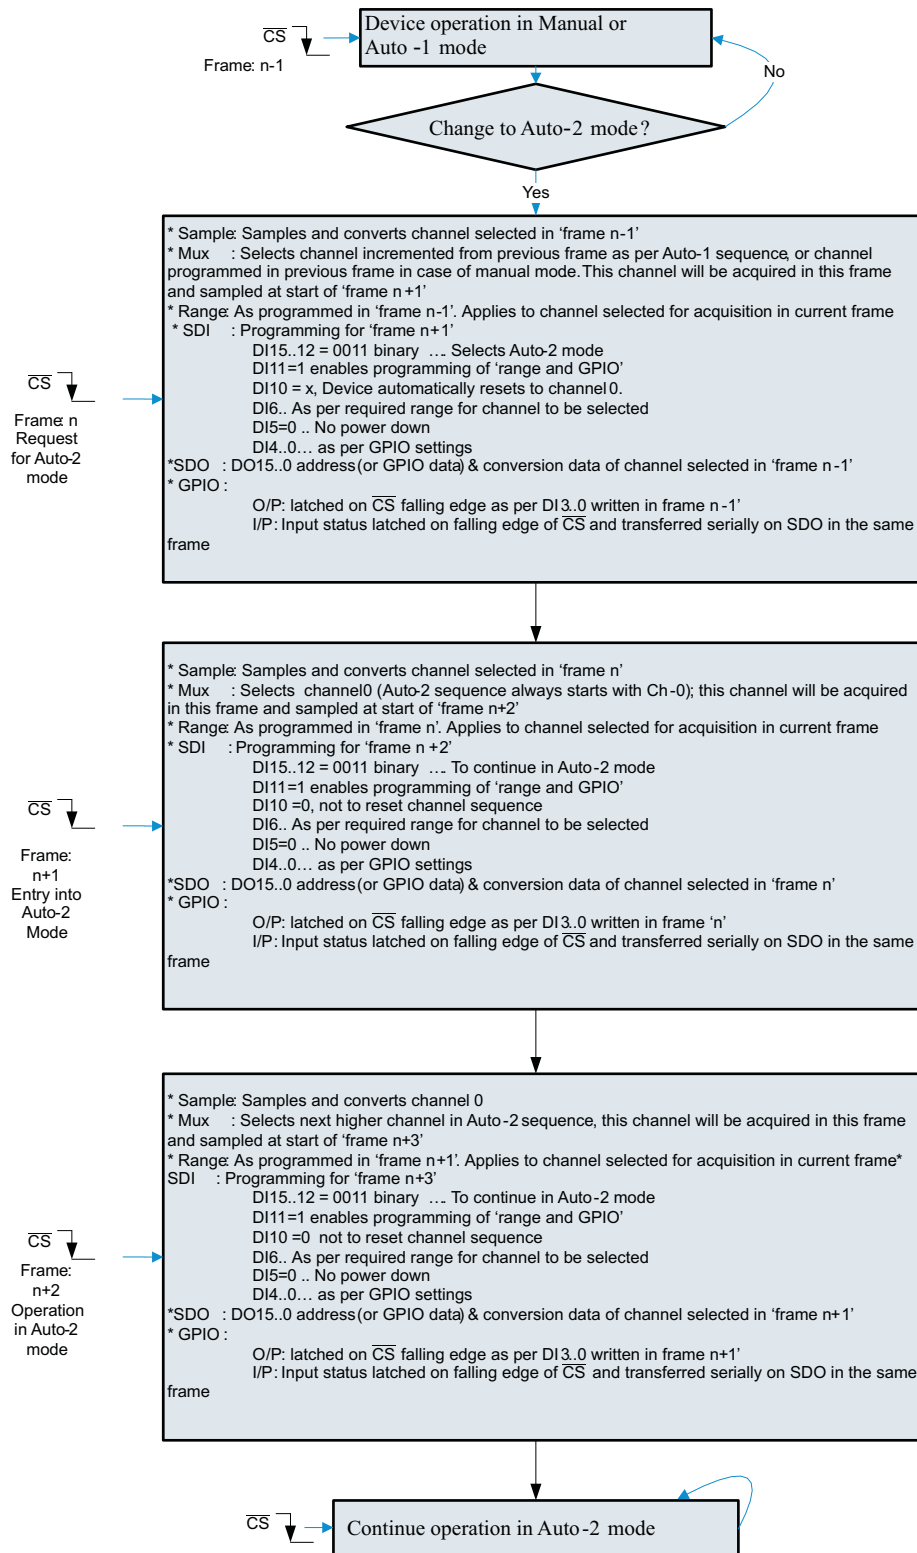 Device operation in Manual or
Auto -1 mode
CS
Frame: n-1
No
Change to Auto-2 mode?
Yes
* Sample: Samples and converts channel selected in ‘frame n-1’
* Mux : Selects channel incremented from previous frame as per Auto-1 sequence, or channel
programmed in previous frame in case of manual mode. This channel will be acquired in this frame
and sampled at start of ‘frame n+1’
* Range: As programmed in ‘frame n-1’. Applies to channel selected for acquisition in current frame
* SDI : Programming for ‘frame n+1’
DI15..12 = 0011 binary …. Selects Auto-2 mode
DI11=1 enables programming of ‘range and GPIO’
DI10 = x, Device automatically resets to channel 0.
DI6.. As per required range for channel to be selected
DI5=0 .. No power down
DI4..0… as per GPIO settings
*SDO : DO15..0 address (or GPIO data) & conversion data of channel selected in ‘frame n-1’
* GPIO :
O/P: latched on CS falling edge as per DI3..0 written in frame n-1’
I/P: Input status latched on falling edge of CS and transferred serially on SDO in the same
frame
CS
Frame: n
Request
for Auto-2
mode
* Sample: Samples and converts channel selected in ‘frame n’
* Mux : Selects channel0 (Auto-2 sequence always starts with Ch-0); this channel will be acquired
in this frame and sampled at start of ‘frame n+2’
* Range: As programmed in ‘frame n’. Applies to channel selected for acquisition in current frame
* SDI : Programming for ‘frame n +2’
DI15..12 = 0011 binary …. To continue in Auto-2 mode
DI11=1 enables programming of ‘range and GPIO’
DI10 =0, not to reset channel sequence
DI6.. As per required range for channel to be selected
DI5=0 .. No power down
DI4..0… as per GPIO settings
*SDO : DO15..0 address (or GPIO data) & conversion data of channel selected in ‘frame n’
* GPIO :
O/P: latched on CS falling edge as per DI3..0 written in frame ‘n’
I/P: Input status latched on falling edge of CS and transferred serially on SDO in the same
frame
CS
Frame:
n+1
Entry into
Auto-2
Mode
* Sample: Samples and converts channel 0
* Mux : Selects next higher channel in Auto-2 sequence, this channel will be acquired in this frame
and sampled at start of ‘frame n+3’
* Range: As programmed in ‘frame n+1’. Applies to channel selected for acquisition in current frame*
SDI : Programming for ‘frame n+3’
DI15..12 = 0011 binary …. To continue in Auto-2 mode
DI11=1 enables programming of ‘range and GPIO’
DI10 =0 not to reset channel sequence
DI6.. As per required range for channel to be selected
DI5=0 .. No power down
DI4..0… as per GPIO settings
*SDO : DO15..0 address (or GPIO data) & conversion data of channel selected in ‘frame n+1’
* GPIO :
O/P: latched on CS falling edge as per DI3..0 written in frame n+1’
I/P: Input status latched on falling edge of CS and transferred serially on SDO in the same
frame
CS
Frame:
n+2
Operation
in Auto-2
mode
CS
Continue operation in Auto-2 mode